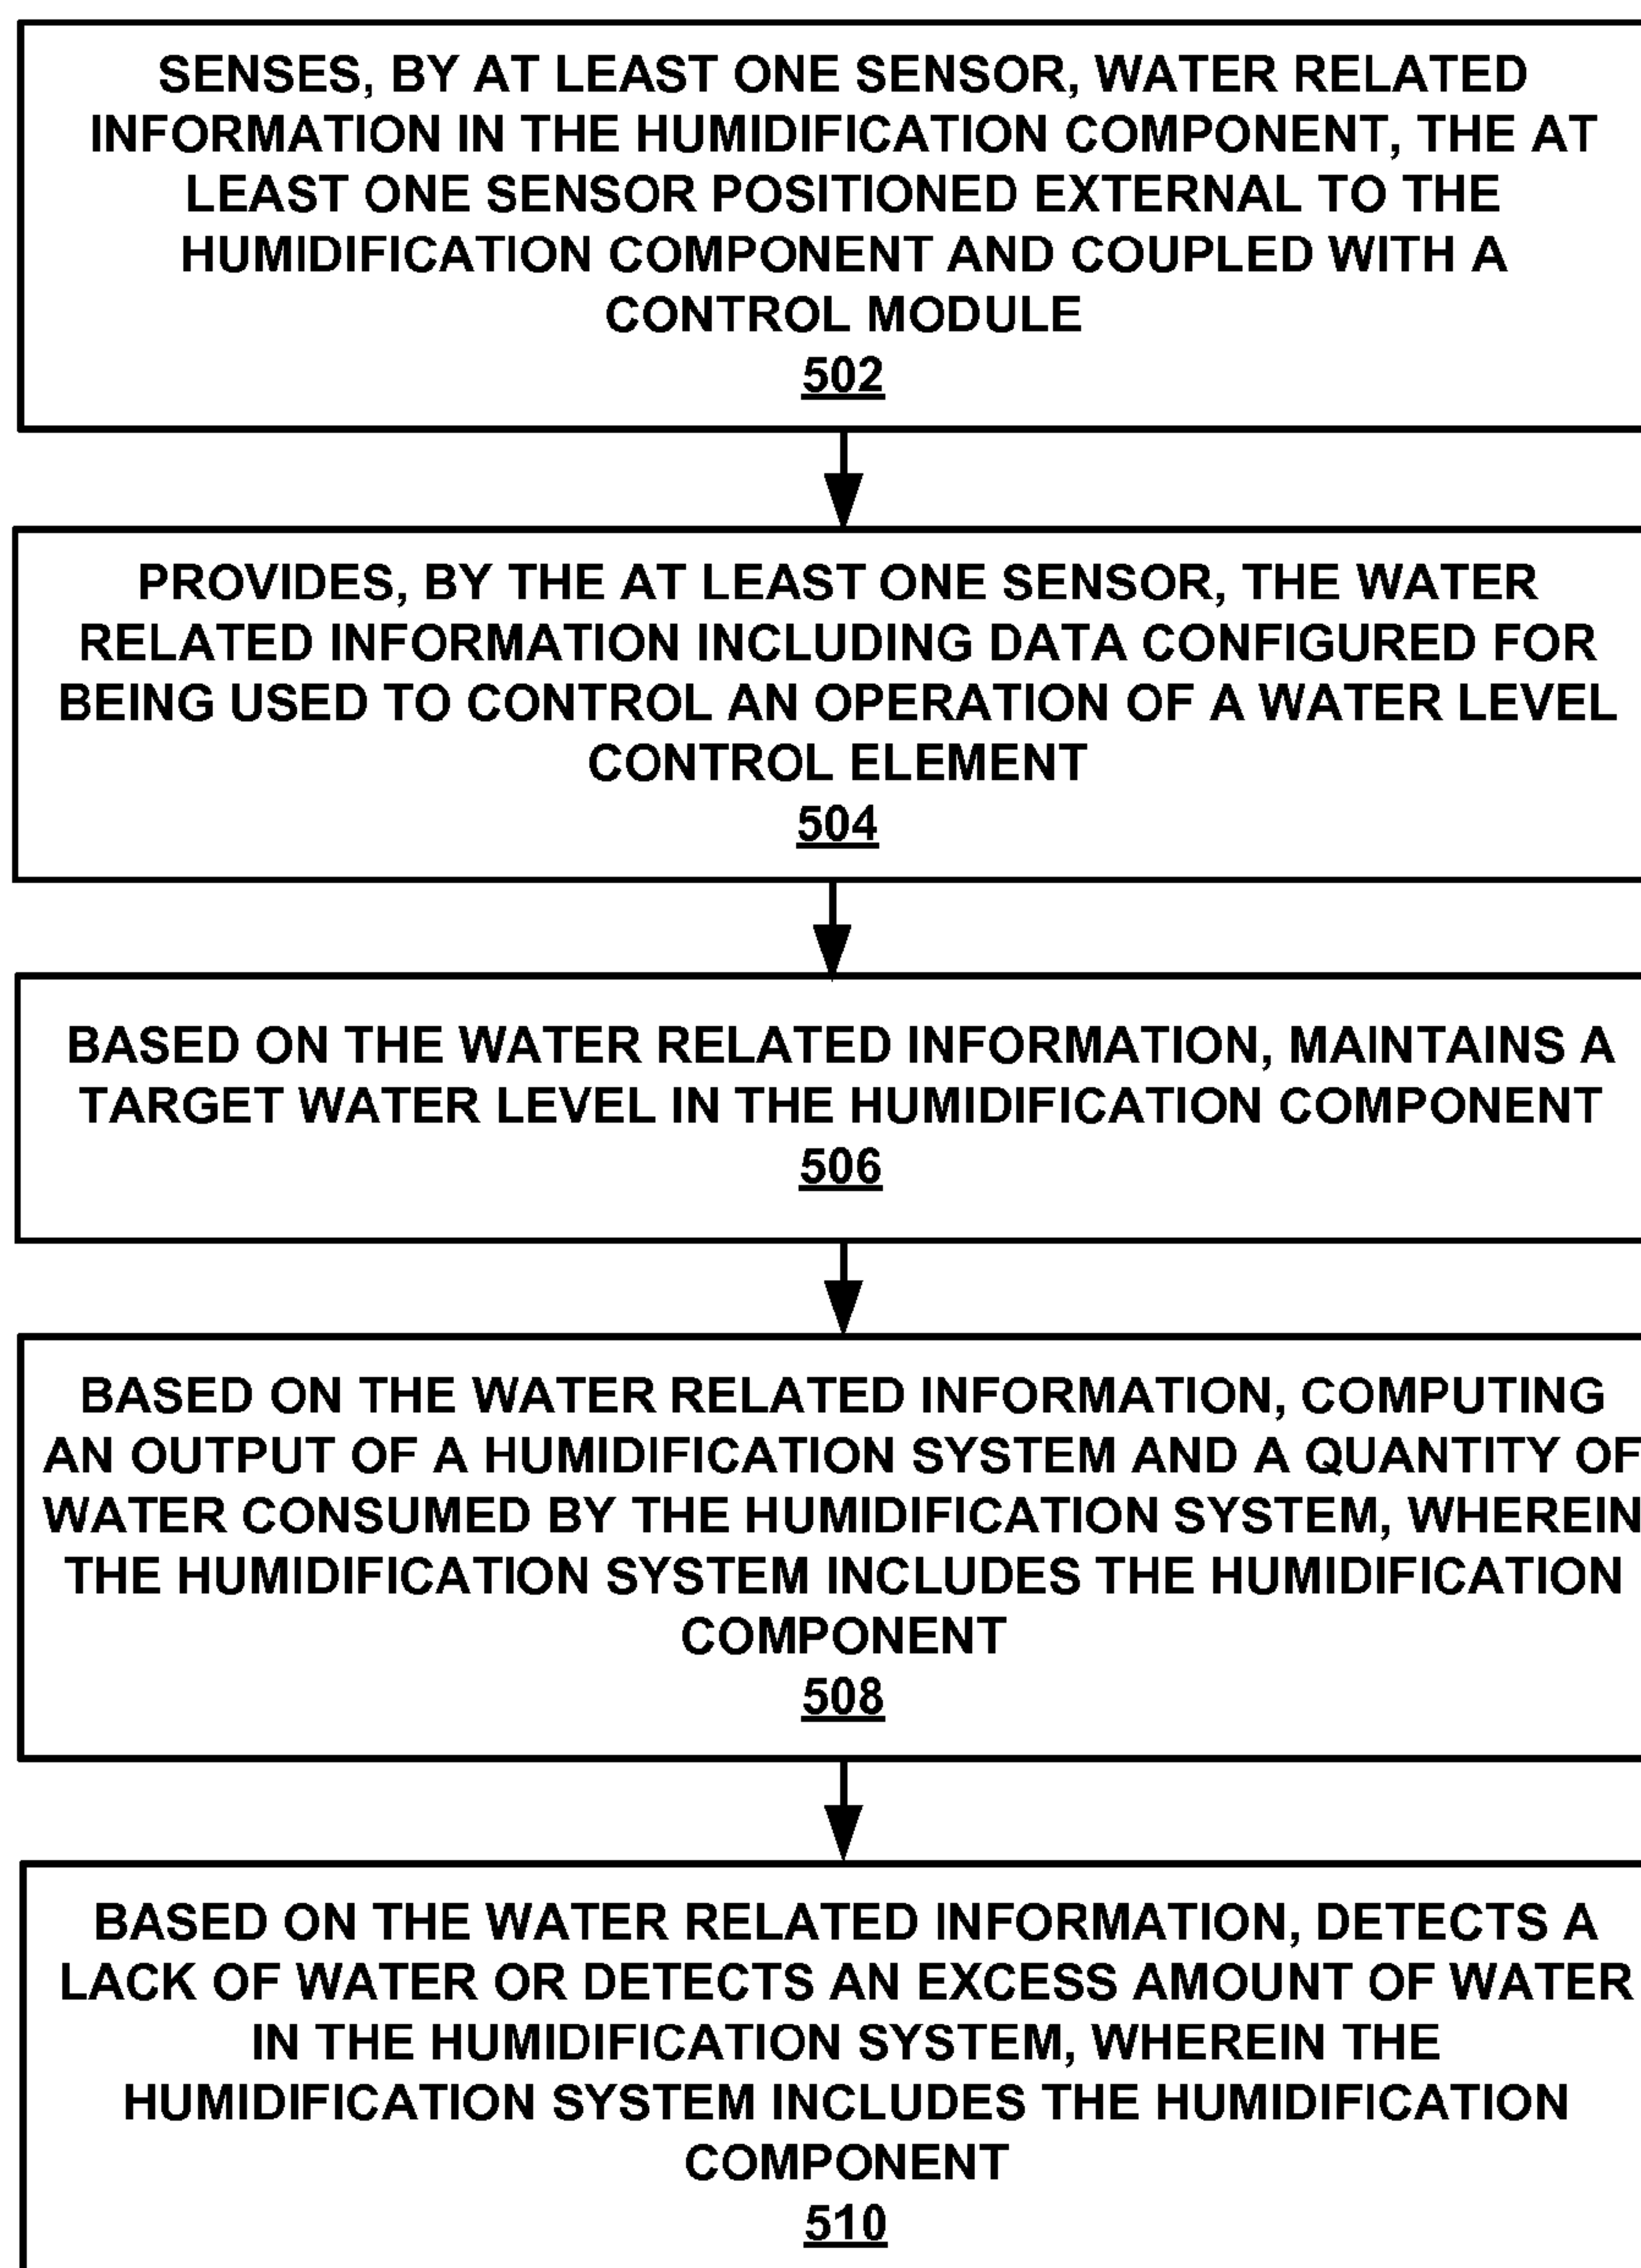 SENSES, BY AT LEAST ONE SENSOR, WATER RELATED
INFORMATION IN THE HUMIDIFICATION COMPONENT, THE AT
LEAST ONE SENSOR POSITIONED EXTERNAL TO THE
HUMIDIFICATION COMPONENT AND COUPLED WITH A
CONTROL MODULE
502
PROVIDES, BY THE AT LEAST ONE SENSOR, THE WATER
RELATED INFORMATION INCLUDING DATA CONFIGURED FOR
BEING USED TO CONTROL AN OPERATION OF A WATER LEVEL
CONTROL ELEMENT
504
BASED ON THE WATER RELATED INFORMATION, MAINTAINS A
TARGET WATER LEVEL IN THE HUMIDIFICATION COMPONENT
506
BASED ON THE WATER RELATED INFORMATION, COMPUTING
AN OUTPUT OF A HUMIDIFICATION SYSTEM AND A QUANTITY OF
WATER CONSUMED BY THE HUMIDIFICATION SYSTEM, WHEREIN
THE HUMIDIFICATION SYSTEM INCLUDES THE HUMIDIFICATION
COMPONENT
508
BASED ON THE WATER RELATED INFORMATION, DETECTS A
LACK OF WATER OR DETECTS AN EXCESS AMOUNT OF WATER
IN THE HUMIDIFICATION SYSTEM, WHEREIN THE
HUMIDIFICATION SYSTEM INCLUDES THE HUMIDIFICATION
COMPONENT
510